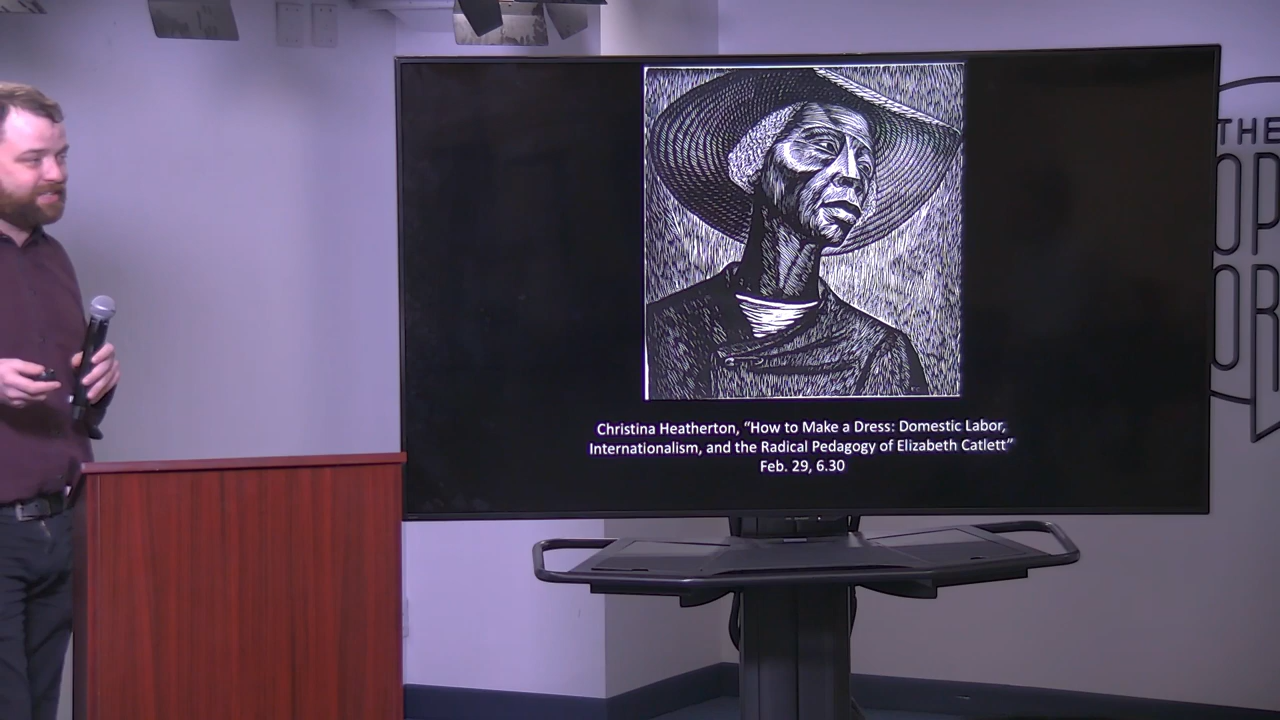 Christina Heatherton, “How to Make a Dress: Domestic Labor,
Internationalism, and the Radical Pedagogy of Elizabeth Catlett”
Feb. 29, 6.30
THE